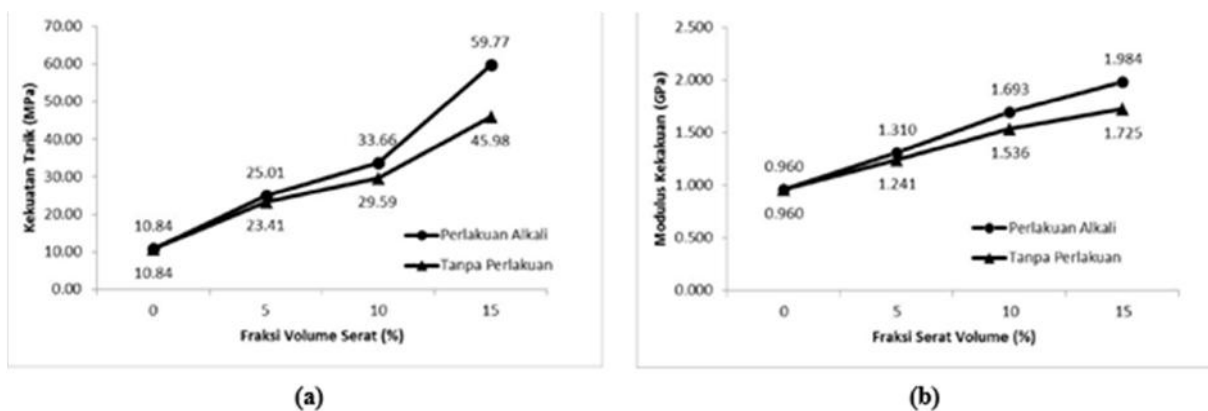 Kekuatan Tarik (MPa)
70.00
60.00
50.00
40.00
30.00
20.00
10.00
0.00
59.77
45.98
33.66
29.59
25.01
23.41
10.84
10.84
Perlakuan Alkali
Tanpa Perlakuan
0 5 10 15
Fraksi Volume Serat (%)
(a)
Modulus Kekakuan (GPa)
2.500
2.000
1.500
1.000
0.500
0.000
1.984
1.725
1.693
1.536
1.310
1.241
0.960
0.960
Perlakuan Alkali
Tanpa Perlakuan
0 5 10 15
Fraksi Serat Volume (%)
(b)